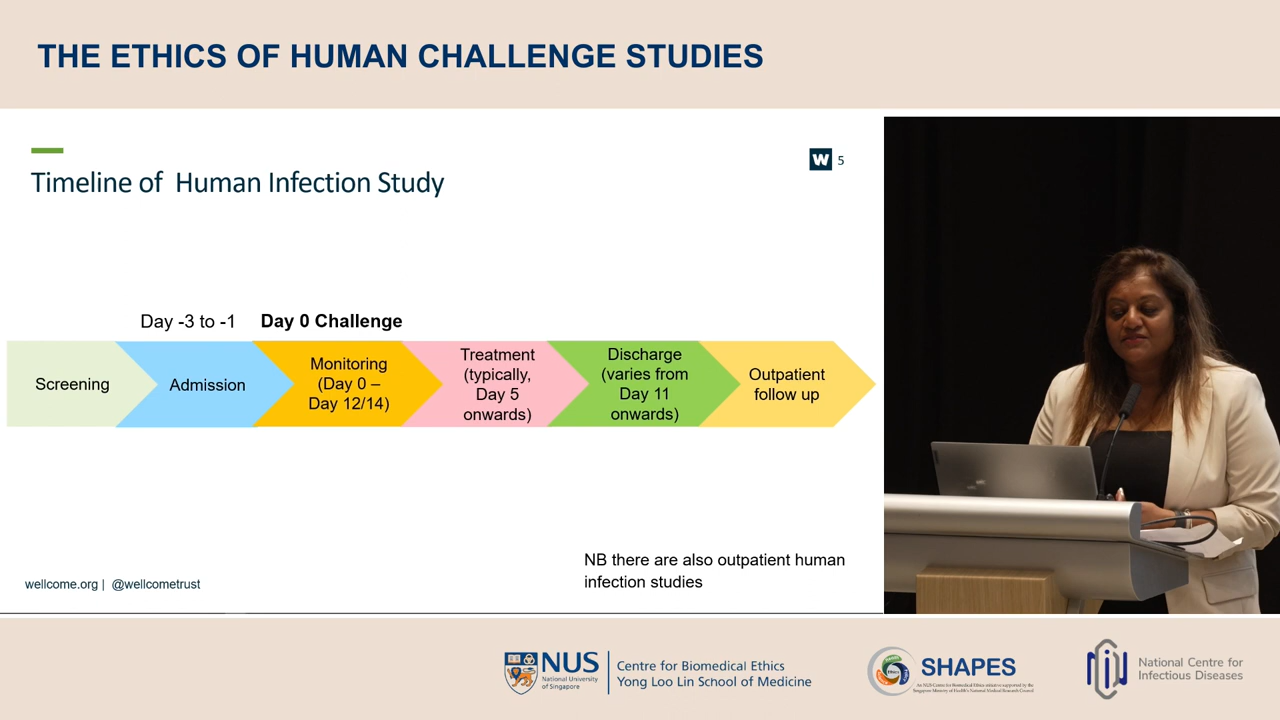 THE ETHICS OF HUMAN CHALLENGE STUDIES
W 5
Timeline of Human Infection Study
Day -3 to -1
Day 0 Challenge
Screening
Admission
Monitoring
(Day 0 –
Day 12/14)
Treatment
(typically,
Day 5
onwards)
Discharge
(varies from
Day 11
onwards)
Outpatient
follow up
NB there are also outpatient human
infection studies
wellcome.org | @wellcometrust
NUS
National University
of Singapore
Centre for Biomedical Ethics
Yong Loo Lin School of Medicine
SHAPES
An NUS Centre for Biomedical Ethics initiative supported by the
Singapore Ministry of Health's National Medical Research Council
National Centre for
Infectious Diseases